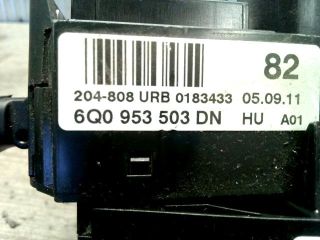 82
204-808 URB 0183433 05.09.11
6Q0 953 503 DN HU A01